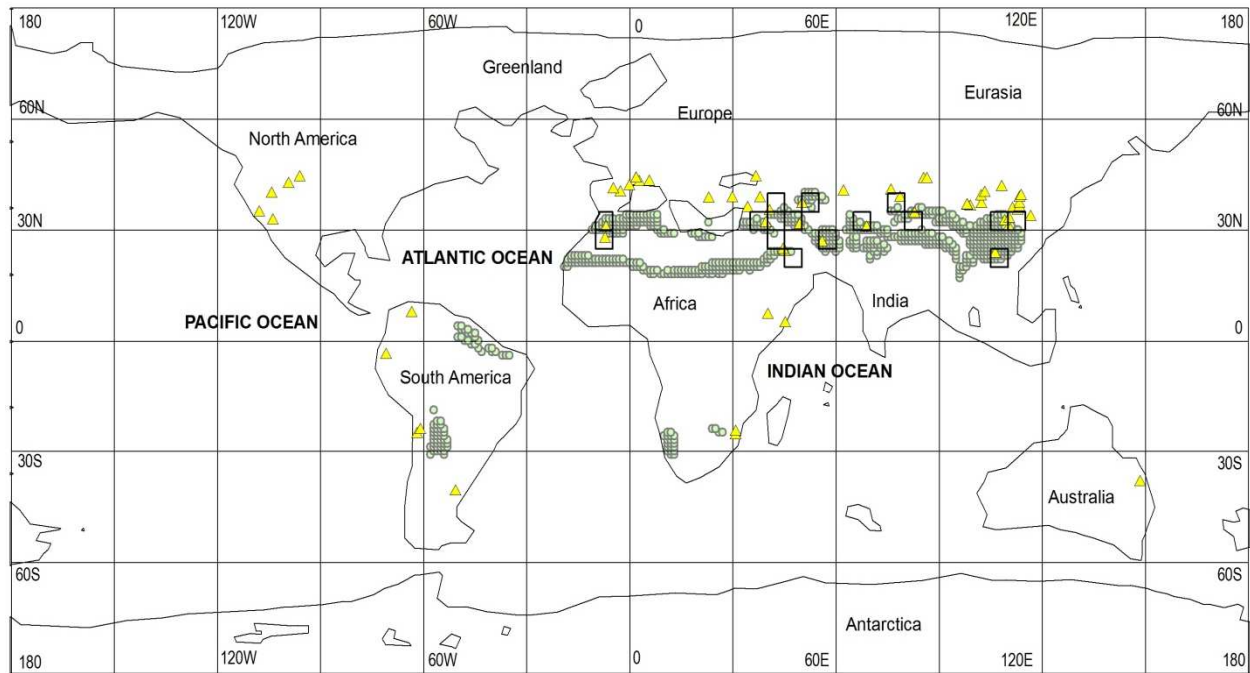 180 120W 60W 0 60E 120E 180
Greenland
Eurasia
60N Europe 60N
North America
30N 30N
ATLANTIC OCEAN
Africa India
PACIFIC OCEAN
0 0
INDIAN OCEAN
South America
30S 30S
Australia
60S 60S
Antarctica
180 120W 60W 0 60E 120E 180